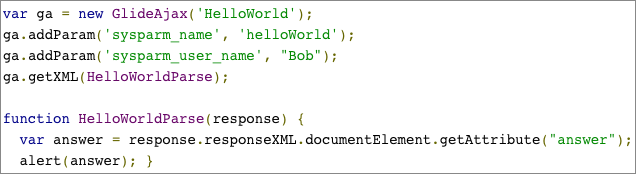 var ga = new GlideAjax('HelloWorld');
ga.addParam('sysparm_name', 'helloWorld');
ga.addParam('sysparm_user_name', "Bob");
ga.getXML(HelloWorldParse);
function HelloWorldParse(response) {
  var answer = response.responseXML.documentElement.getAttribute("answer");
  alert(answer); }